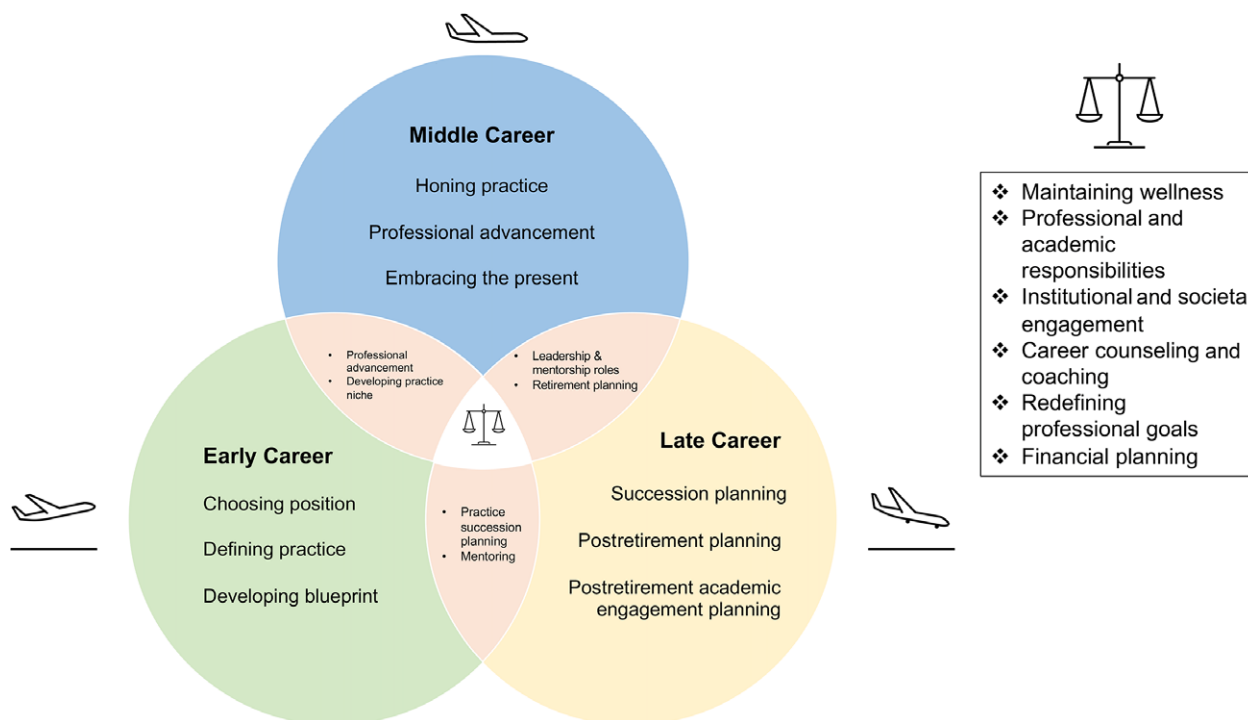 Middle Career
Honing practice
Professional advancement
Embracing the present
• Professional
advancement
• Developing practice
niche
• Leadership &
mentorship roles
• Retirement planning
Early Career
Choosing position
Defining practice
Developing blueprint
• Practice
succession
planning
• Mentoring
Late Career
Succession planning
Postretirement planning
Postretirement academic
engagement planning
❖ Maintaining wellness
❖ Professional and
academic
responsibilities
❖ Institutional and societa
engagement
❖ Career counseling and
coaching
❖ Redefining
professional goals
❖ Financial planning